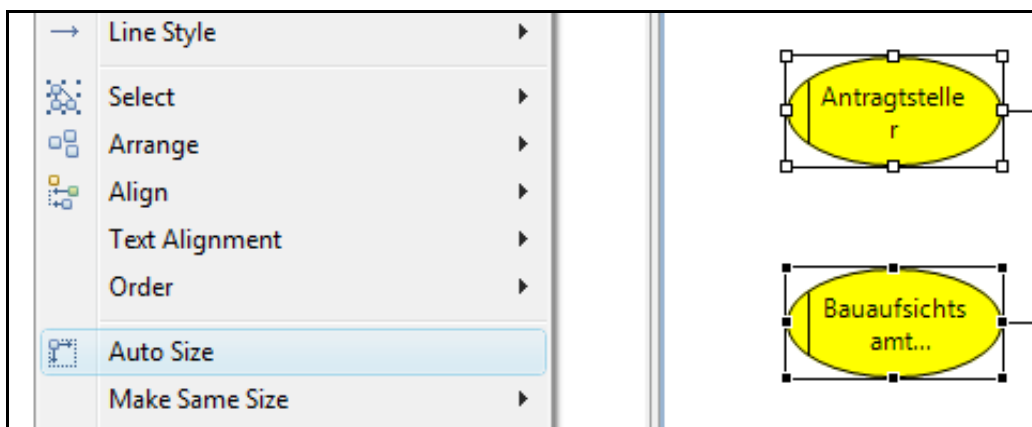 Line Style
Select
Arrange
Align
Text Alignment
Order
Auto Size
Make Same Size
Antragtstelle
r
Bauaufsichts
amt...